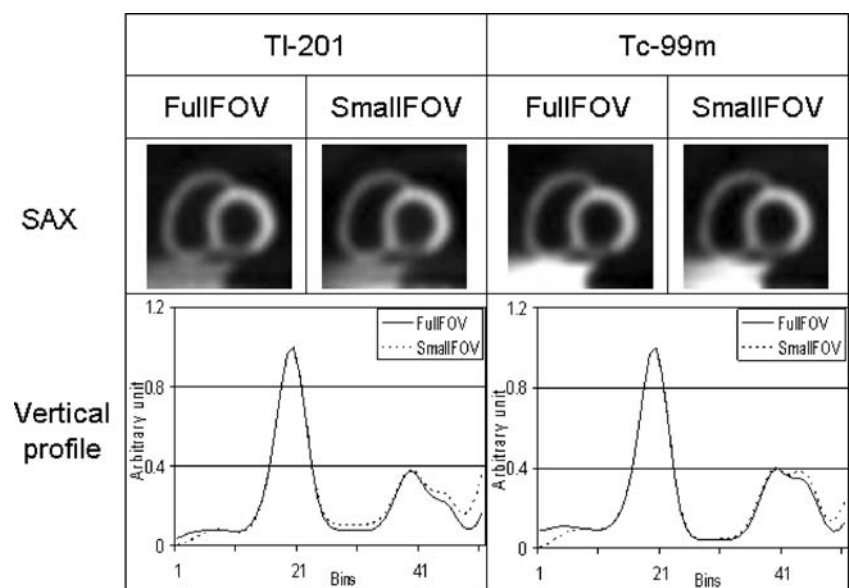 Tl-201
Tc-99m
FullFOV
SmallFOV
FullFOV
SmallFOV
SAX
Vertical profile
1.2
0.8
0.4
0
Arbitrary unit
FullFOV
SmallFOV
1
21
41
Bins
1.2
0.8
0.4
0
Arbitrary unit
FullFOV
SmallFOV
1
21
41
Bins